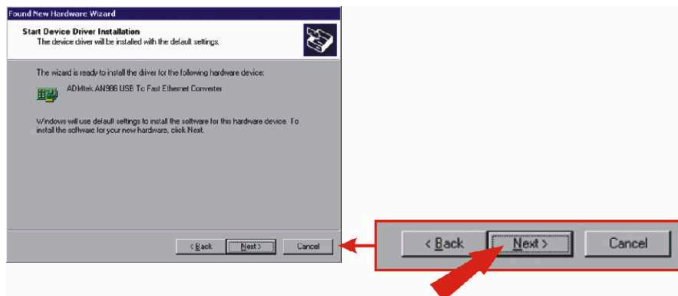 Found New Hardware Wizard
Start Device Driver Installation
The device driver will be installed with the default settings.
The wizard is ready to install the driver for the following hardware device:
ADMtek AN986 USB To Fast Ethernet Converter
Windows will use default settings to install the software for this hardware device. To
install the software for your new hardware, click Next.
< Back Next > Cancel
< Back Next > Cancel